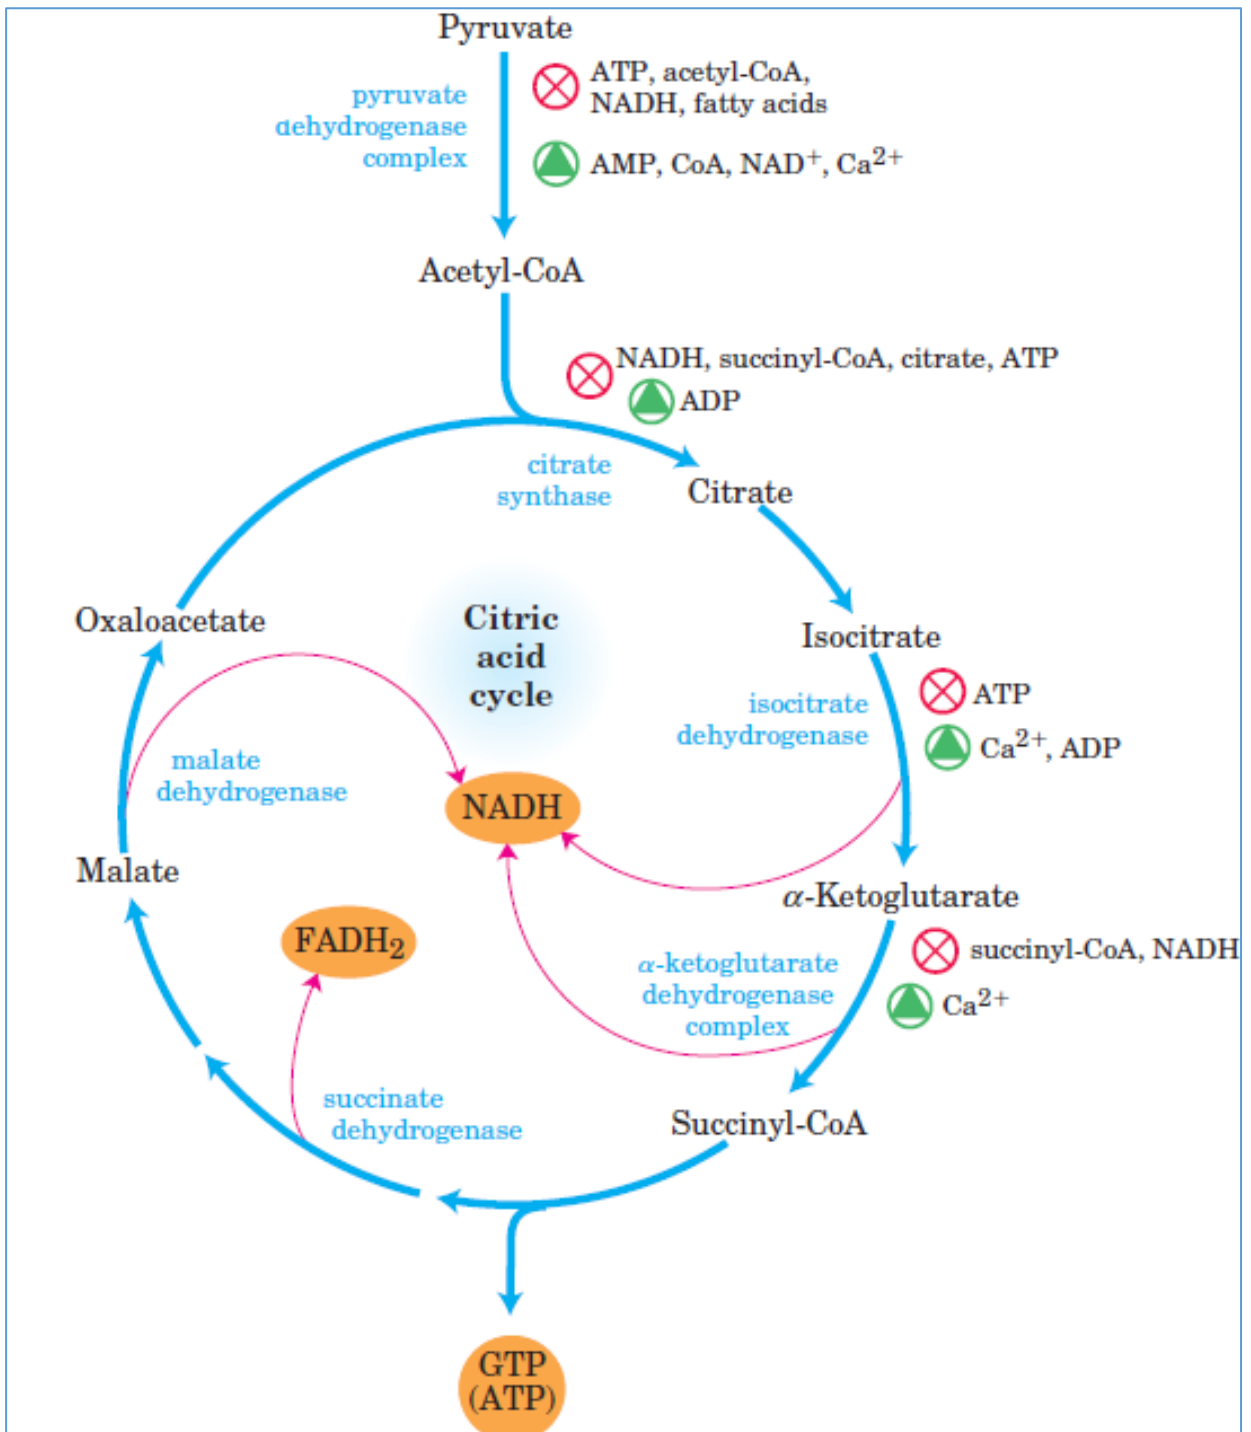 Pyruvate
pyruvate
dehydrogenase
complex
ATP, acetyl-CoA,
NADH, fatty acids
AMP, CoA, NAD⁺, Ca²⁺
Acetyl-CoA
NADH, succinyl-CoA, citrate, ATP
ADP
citrate
synthase
Citrate
Oxaloacetate
Citric
acid
cycle
Isocitrate
isocitrate
dehydrogenase
ATP
Ca²⁺, ADP
malate
dehydrogenase
NADH
Malate
α-Ketoglutarate
FADH₂
α-ketoglutarate
dehydrogenase
complex
succinyl-CoA, NADH
Ca²⁺
succinate
dehydrogenase
Succinyl-CoA
GTP
(ATP)